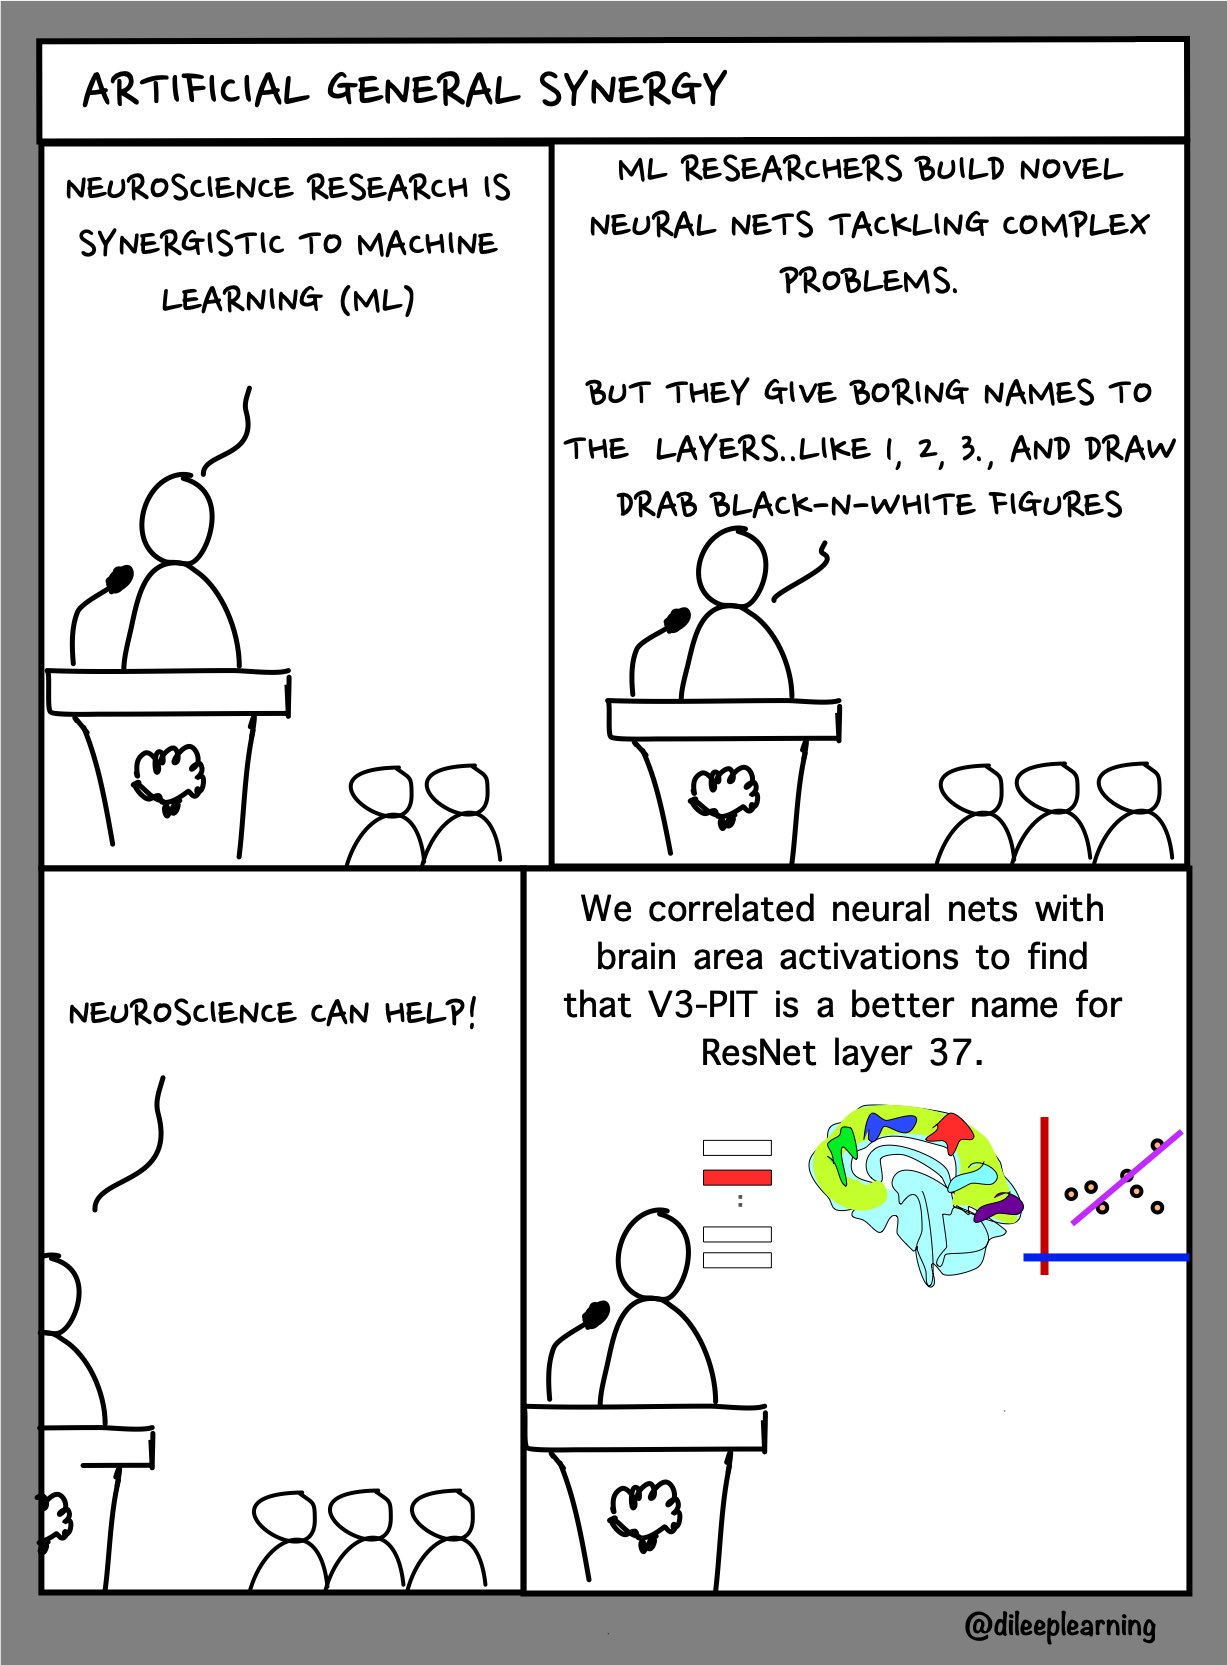 ARTIFICIAL GENERAL SYNERGY
NEUROSCIENCE RESEARCH IS
SYNERGISTIC TO MACHINE
LEARNING (ML)
ML RESEARCHERS BUILD NOVEL
NEURAL NETS TACKLING COMPLEX
PROBLEMS.
BUT THEY GIVE BORING NAMES TO
THE LAYERS..LIKE 1, 2, 3., AND DRAW
DRAB BLACK-N-WHITE FIGURES
NEUROSCIENCE CAN HELP!
We correlated neural nets with
brain area activations to find
that V3-PIT is a better name for
ResNet layer 37.
@dileeplearning